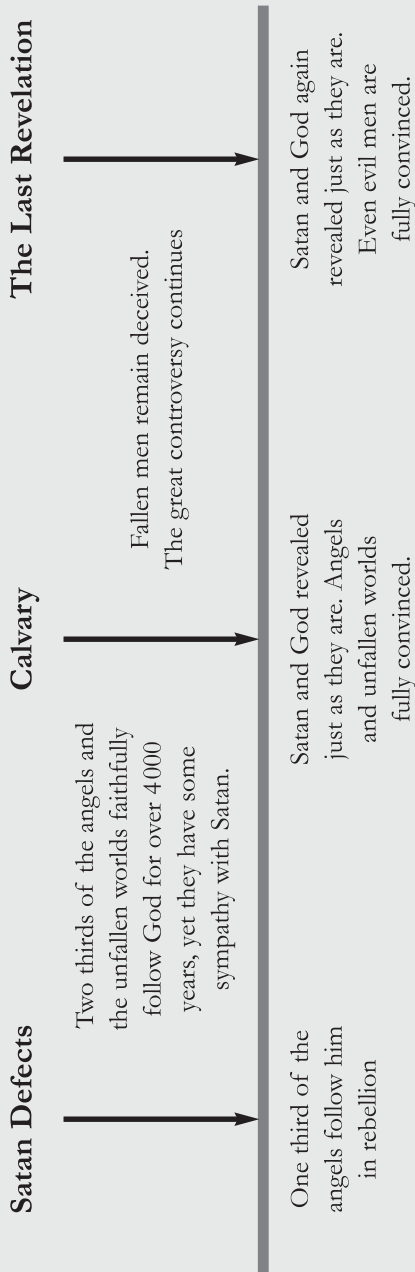 Satan Defects
Calvary
The Last Revelation
Two thirds of the angels and
the unfallen worlds faithfully
follow God for over 4000
years, yet they have some
sympathy with Satan.
Fallen men remain deceived.
The great controversy continues
One third of the
angels follow him
in rebellion
Satan and God revealed
just as they are. Angels
and unfallen worlds
fully convinced.
Satan and God again
revealed just as they are.
Even evil men are
fully convinced.